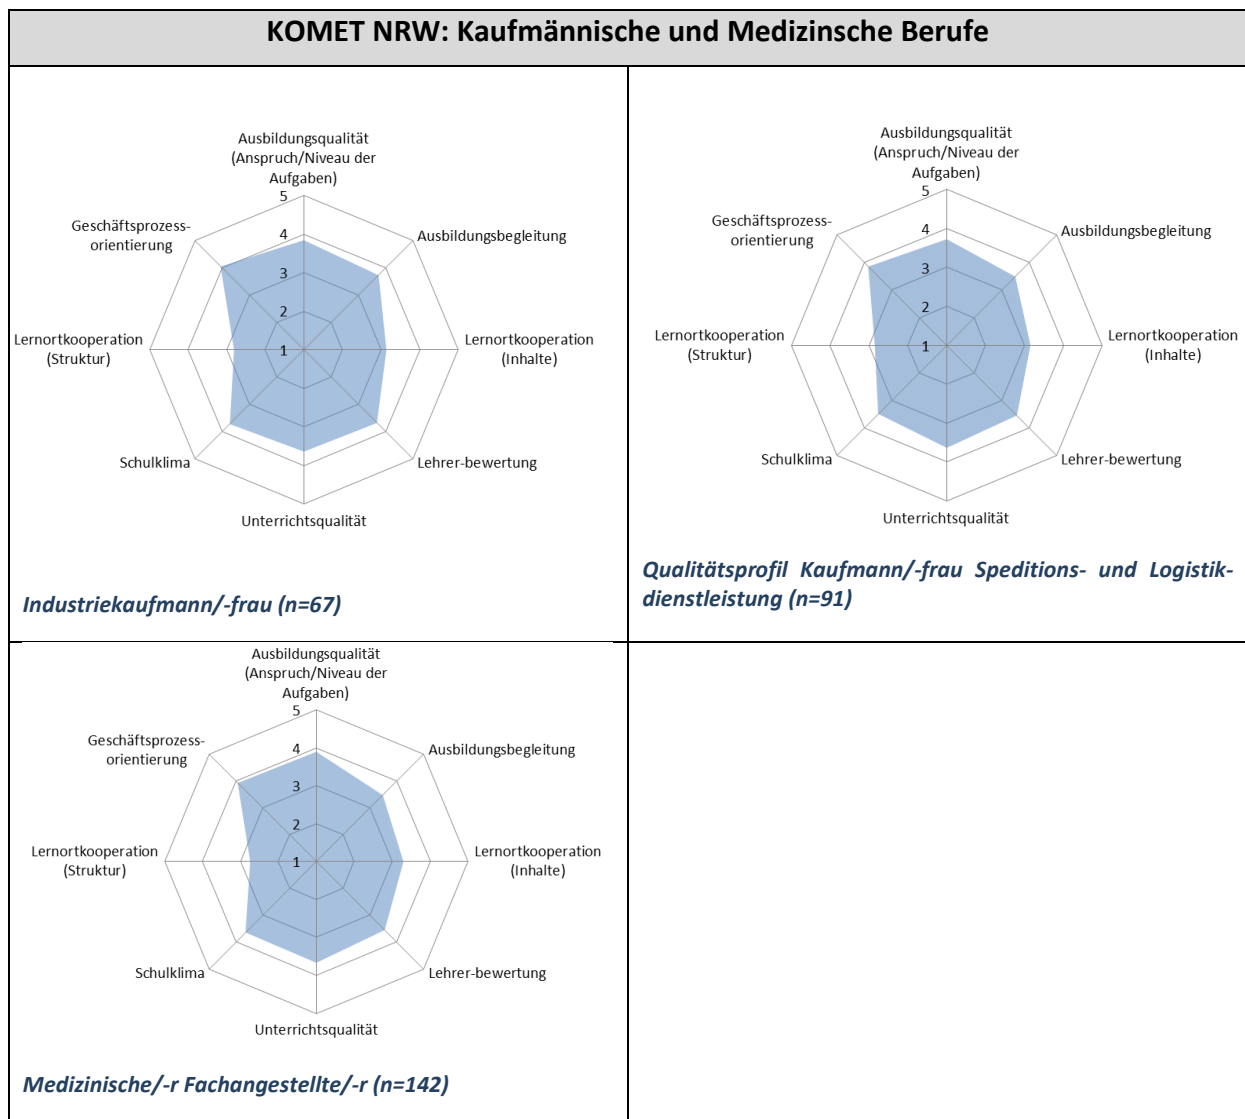 KOMET NRW: Kaufmännische und Medizinsche Berufe
Ausbildungsqualität
(Anspruch/Niveau der
Aufgaben)
5
4
3
2
1
Ausbildungsbegleitung
Lernortkooperation
(Inhalte)
Lehrer-bewertung
Unterrichtsqualität
Schulklima
Lernortkooperation
(Struktur)
Geschäftsprozess-
orientierung
Industriekaufmann/-frau (n=67)
Ausbildungsqualität
(Anspruch/Niveau der
Aufgaben)
5
4
3
2
1
Ausbildungsbegleitung
Lernortkooperation
(Inhalte)
Lehrer-bewertung
Unterrichtsqualität
Schulklima
Lernortkooperation
(Struktur)
Geschäftsprozess-
orientierung
Qualitätsprofil Kaufmann/-frau Speditions- und Logistik-
dienstleistung (n=91)
Ausbildungsqualität
(Anspruch/Niveau der
Aufgaben)
5
4
3
2
1
Ausbildungsbegleitung
Lernortkooperation
(Inhalte)
Lehrer-bewertung
Unterrichtsqualität
Schulklima
Lernortkooperation
(Struktur)
Geschäftsprozess-
orientierung
Medizinische/-r Fachangestellte/-r (n=142)